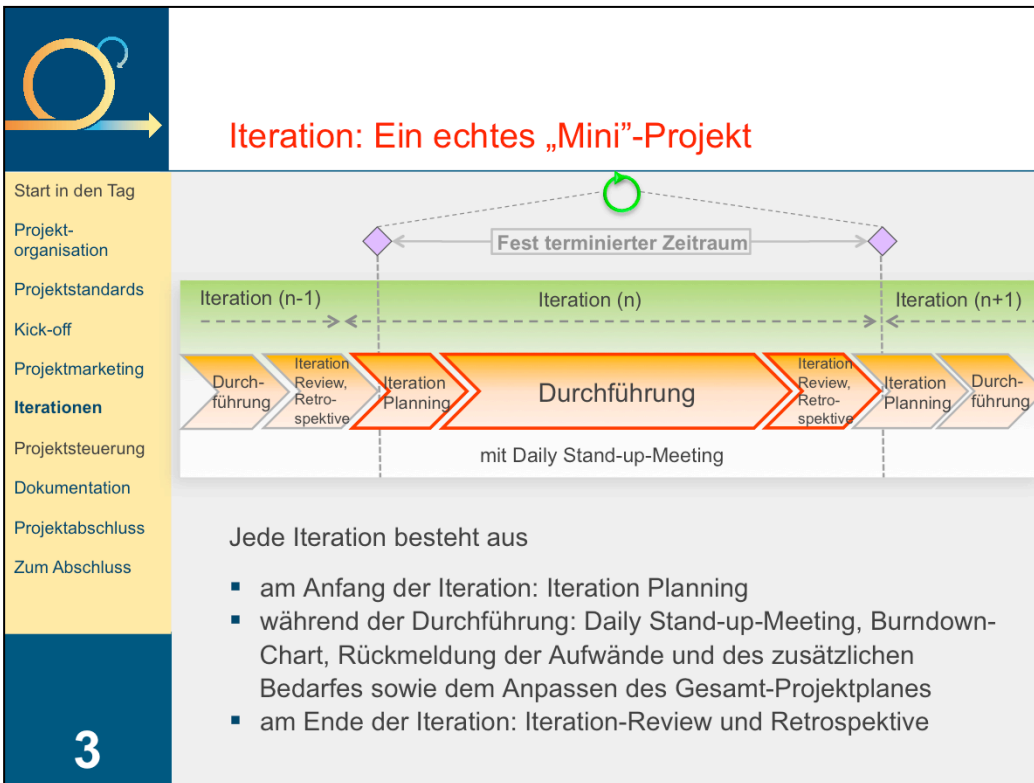 Iteration: Ein echtes „Mini”-Projekt
Start in den Tag
Projekt-
organisation
Projektstandards
Kick-off
Projektmarketing
Iterationen
Projektsteuerung
Dokumentation
Projektabschluss
Zum Abschluss
3
Fest terminierter Zeitraum
Iteration (n-1)
Iteration (n)
Iteration (n+1)
Durch-
führung
Iteration
Review,
Retro-
spektive
Iteration
Planning
Durchführung
Iteration
Review,
Retro-
spektive
Iteration
Planning
Durch-
führung
mit Daily Stand-up-Meeting
Jede Iteration besteht aus
▪ am Anfang der Iteration: Iteration Planning
▪ während der Durchführung: Daily Stand-up-Meeting, Burndown-
Chart, Rückmeldung der Aufwände und des zusätzlichen
Bedarfes sowie dem Anpassen des Gesamt-Projektplanes
▪ am Ende der Iteration: Iteration-Review und Retrospektive